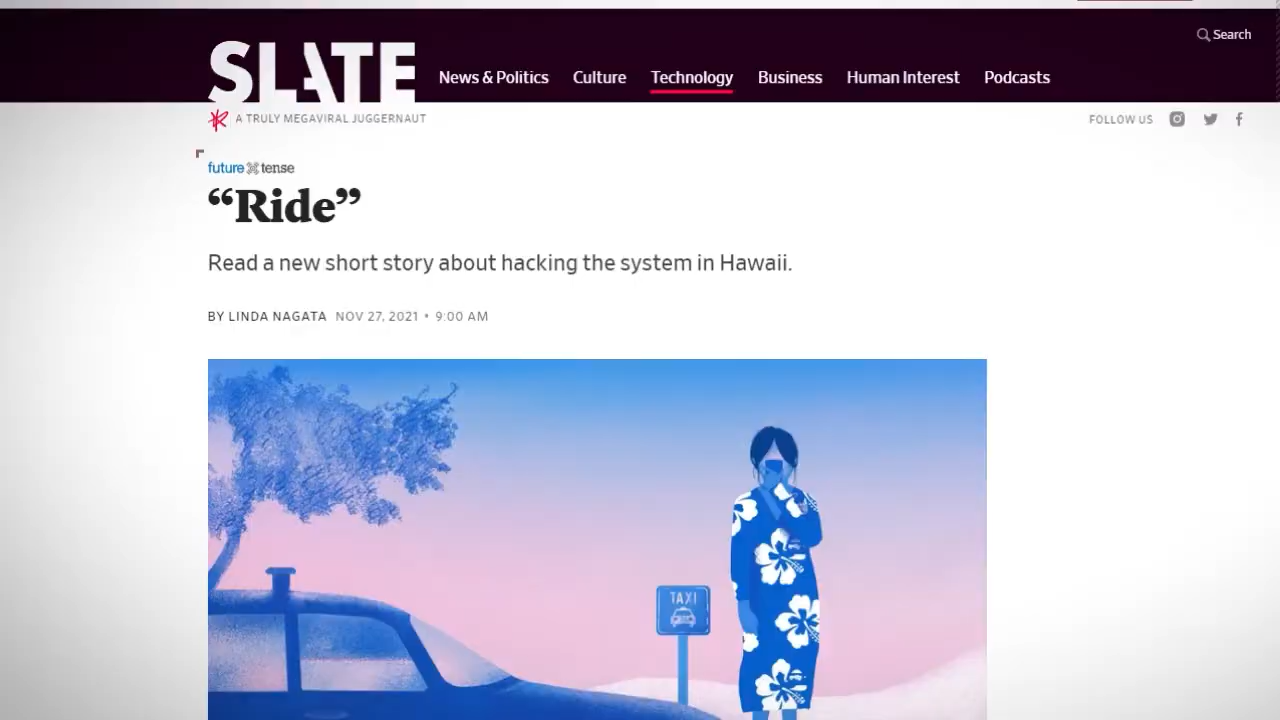 Search
SLATE
News & Politics Culture Technology Business Human Interest Podcasts
A TRULY MEGAVIRAL JUGGERNAUT
FOLLOW US
future tense
“Ride”
Read a new short story about hacking the system in Hawaii.
BY LINDA NAGATA NOV 27, 2021 • 9:00 AM
TAXI